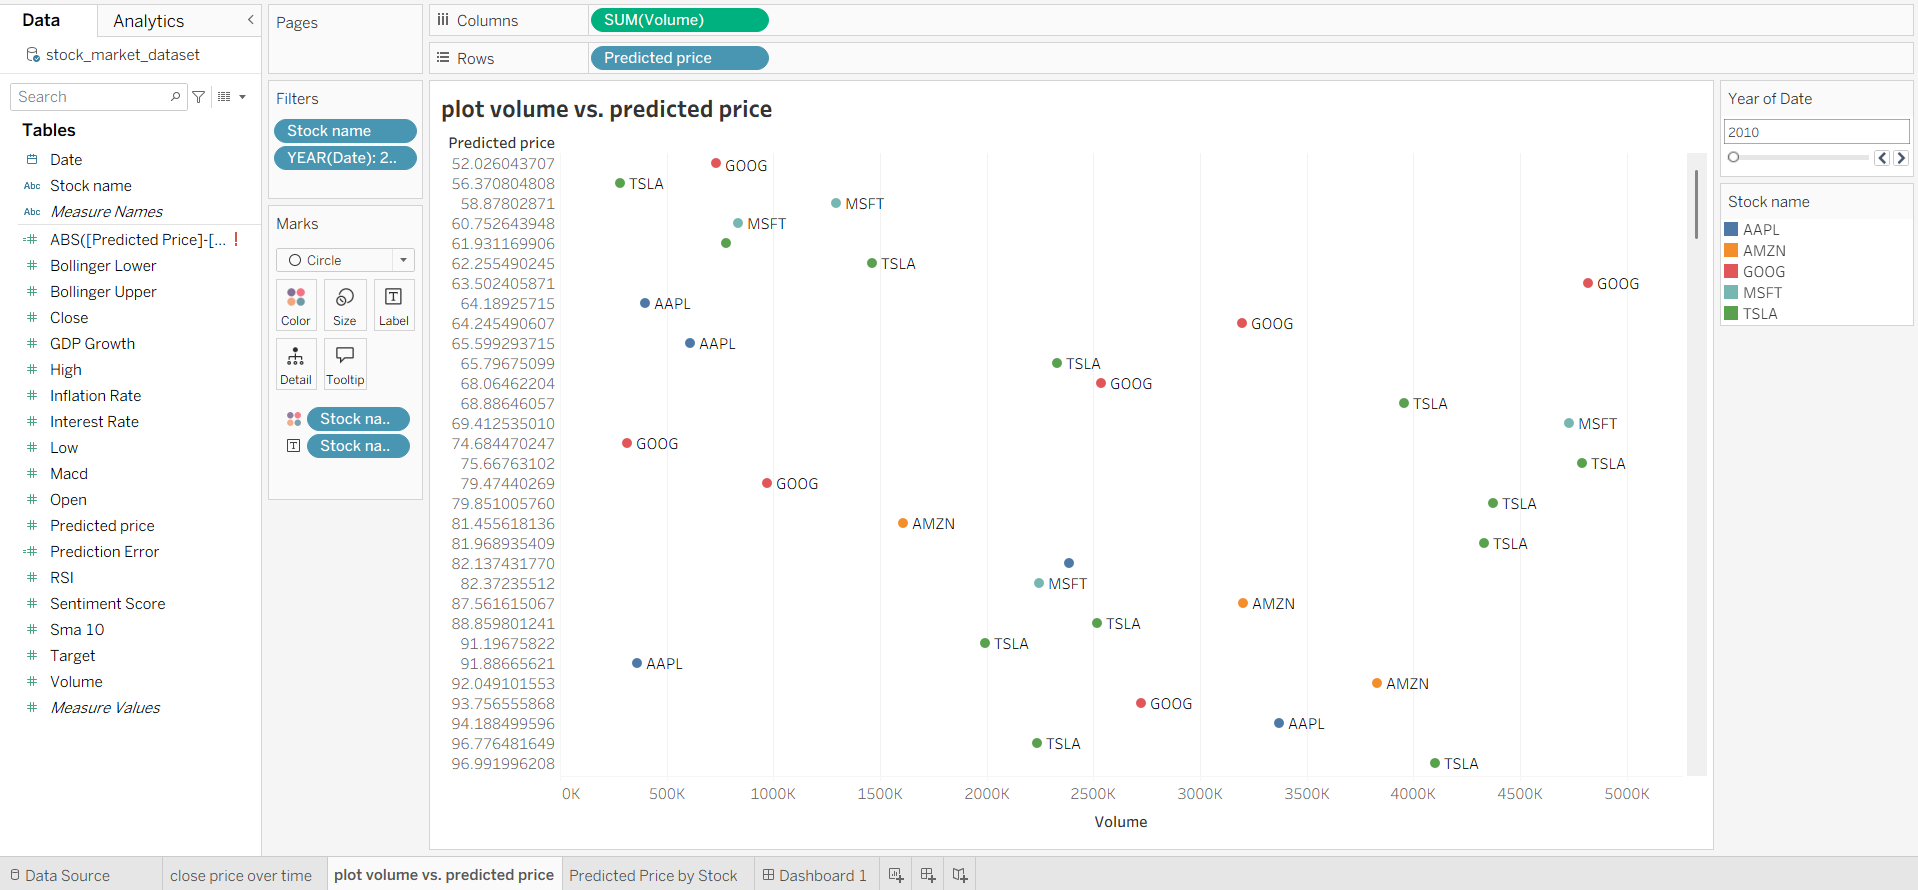 Data
Analytics
stock_market_dataset
Search
Tables
Date
Abc Stock name
Abc Measure Names
ABS([Predicted Price]-[... !
Bollinger Lower
Bollinger Upper
Close
GDP Growth
High
Inflation Rate
Interest Rate
Low
Macd
Open
Predicted price
Prediction Error
RSI
Sentiment Score
Sma 10
Target
Volume
Measure Values
Pages
Filters
Stock name
YEAR(Date): 2..
Marks
Circle
Color Size Label
Detail Tooltip
Stock na..
Stock na..
Columns SUM(Volume)
Rows Predicted price
plot volume vs. predicted price
Predicted price
52.026043707 GOOG
56.370804808 TSLA
58.87802871 MSFT
60.752643948 MSFT
61.931169906
62.255490245 TSLA
63.502405871 GOOG
64.18925715 AAPL
64.245490607 GOOG
65.599293715 AAPL
65.79675099 TSLA
68.06462204 GOOG
68.88646057 TSLA
69.412535010 MSFT
74.684470247 GOOG
75.66763102 TSLA
79.47440269 GOOG
79.851005760 TSLA
81.455618136 AMZN
81.968935409 TSLA
82.137431770
82.37235512 MSFT
87.561615067 AMZN
88.859801241 TSLA
91.19675822 TSLA
91.88665621 AAPL
92.049101553 AMZN
93.756555868 GOOG
94.188499596 AAPL
96.776481649 TSLA
96.991996208 TSLA
0K 500K 1000K 1500K 2000K 2500K 3000K 3500K 4000K 4500K 5000K
Volume
Year of Date
2010
Stock name
AAPL
AMZN
GOOG
MSFT
TSLA
Data Source
close price over time
plot volume vs. predicted price
Predicted Price by Stock
Dashboard 1